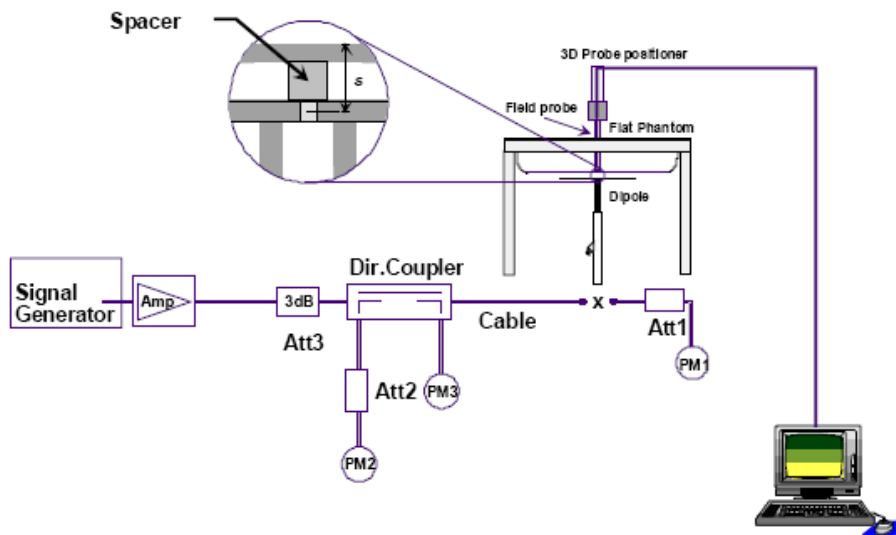 Spacer
s
3D Probe positioner
Field probe
Flat Phantom
Dipole
Signal
Generator
Amp
3dB
Att3
Dir.Coupler
Cable
x
Att1
PM1
Att2
PM3
PM2